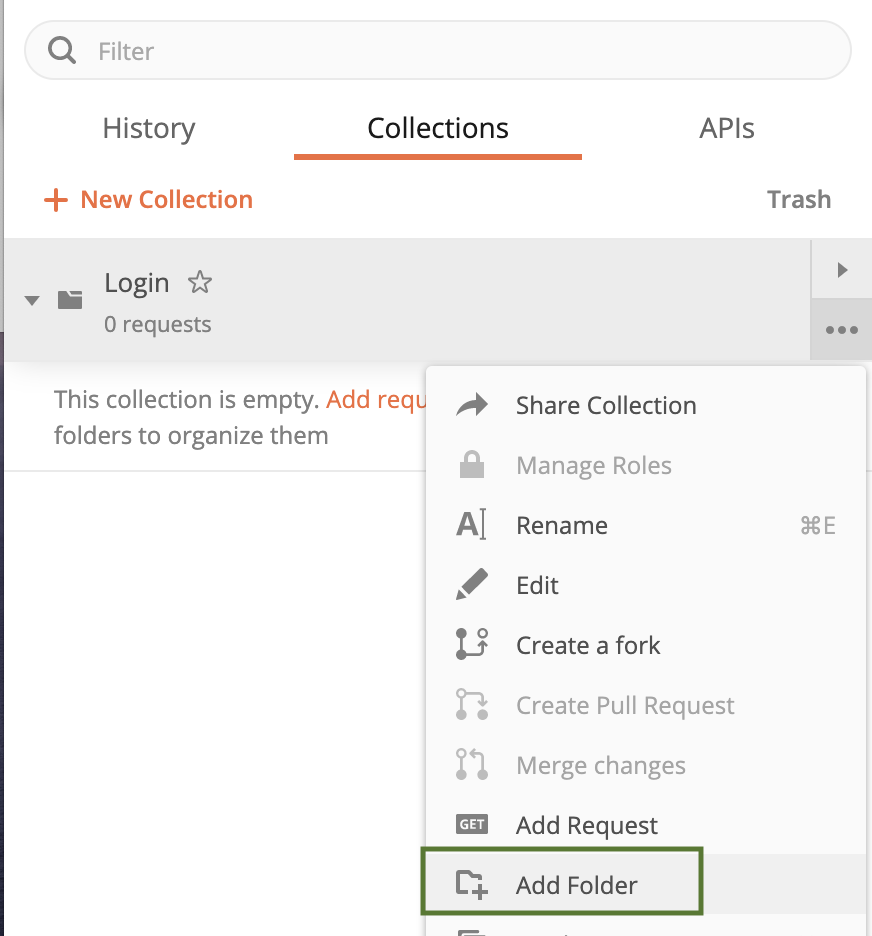 Filter
History
Collections
APIs
New Collection
Trash
Login
0 requests
This collection is empty. Add requ
folders to organize them
Share Collection
Manage Roles
Rename
⌘E
Edit
Create a fork
Create Pull Request
Merge changes
GET
Add Request
Add Folder